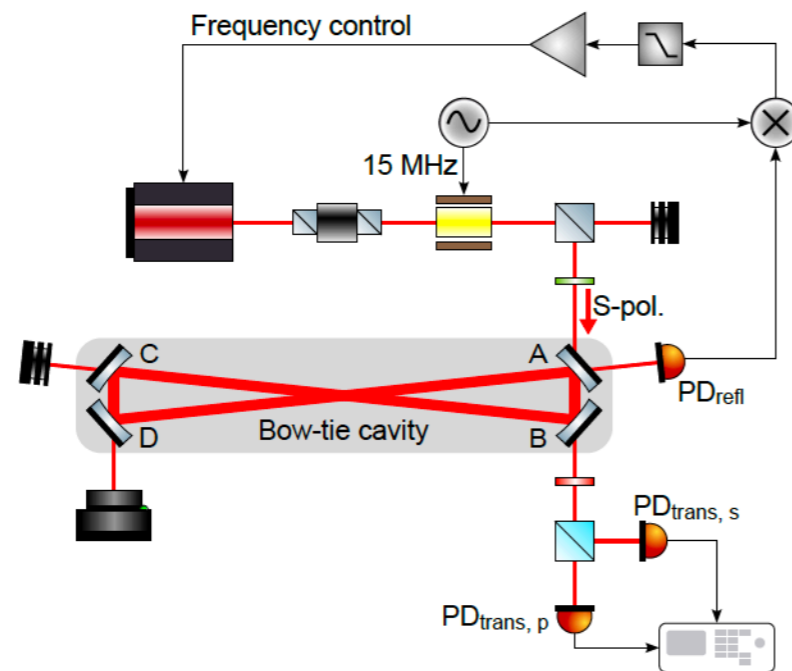 Frequency control
15 MHz
S-pol.
C
A
PDrefl
D
B
Bow-tie cavity
PDtrans, s
PDtrans, p